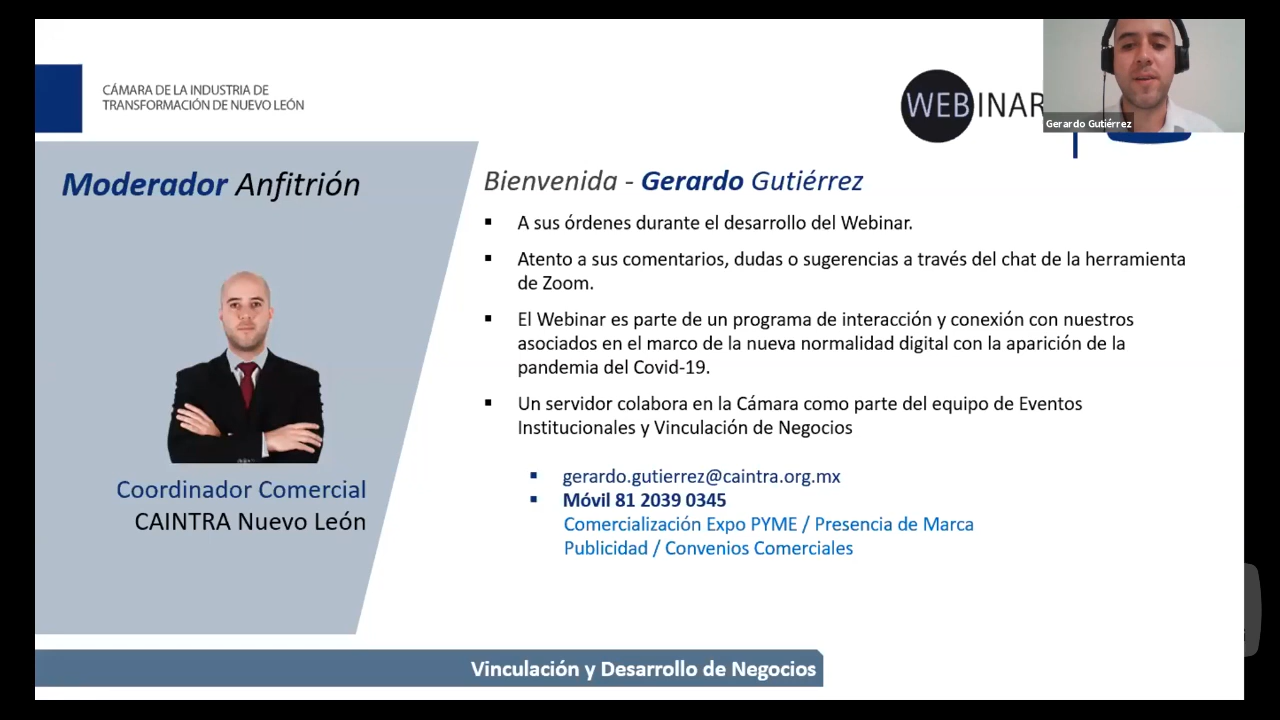 CÁMARA DE LA INDUSTRIA DE
TRANSFORMACIÓN DE NUEVO LEÓN
WEBINAR
Gerardo Gutiérrez
Moderador Anfitrión
Bienvenida - Gerardo Gutiérrez
▪ A sus órdenes durante el desarrollo del Webinar.
▪ Atento a sus comentarios, dudas o sugerencias a través del chat de la herramienta
de Zoom.
▪ El Webinar es parte de un programa de interacción y conexión con nuestros
asociados en el marco de la nueva normalidad digital con la aparición de la
pandemia del Covid-19.
▪ Un servidor colabora en la Cámara como parte del equipo de Eventos
Institucionales y Vinculación de Negocios
▪ gerardo.gutierrez@caintra.org.mx
▪ Móvil 81 2039 0345
Comercialización Expo PYME / Presencia de Marca
Publicidad / Convenios Comerciales
Coordinador Comercial
CAINTRA Nuevo León
Vinculación y Desarrollo de Negocios